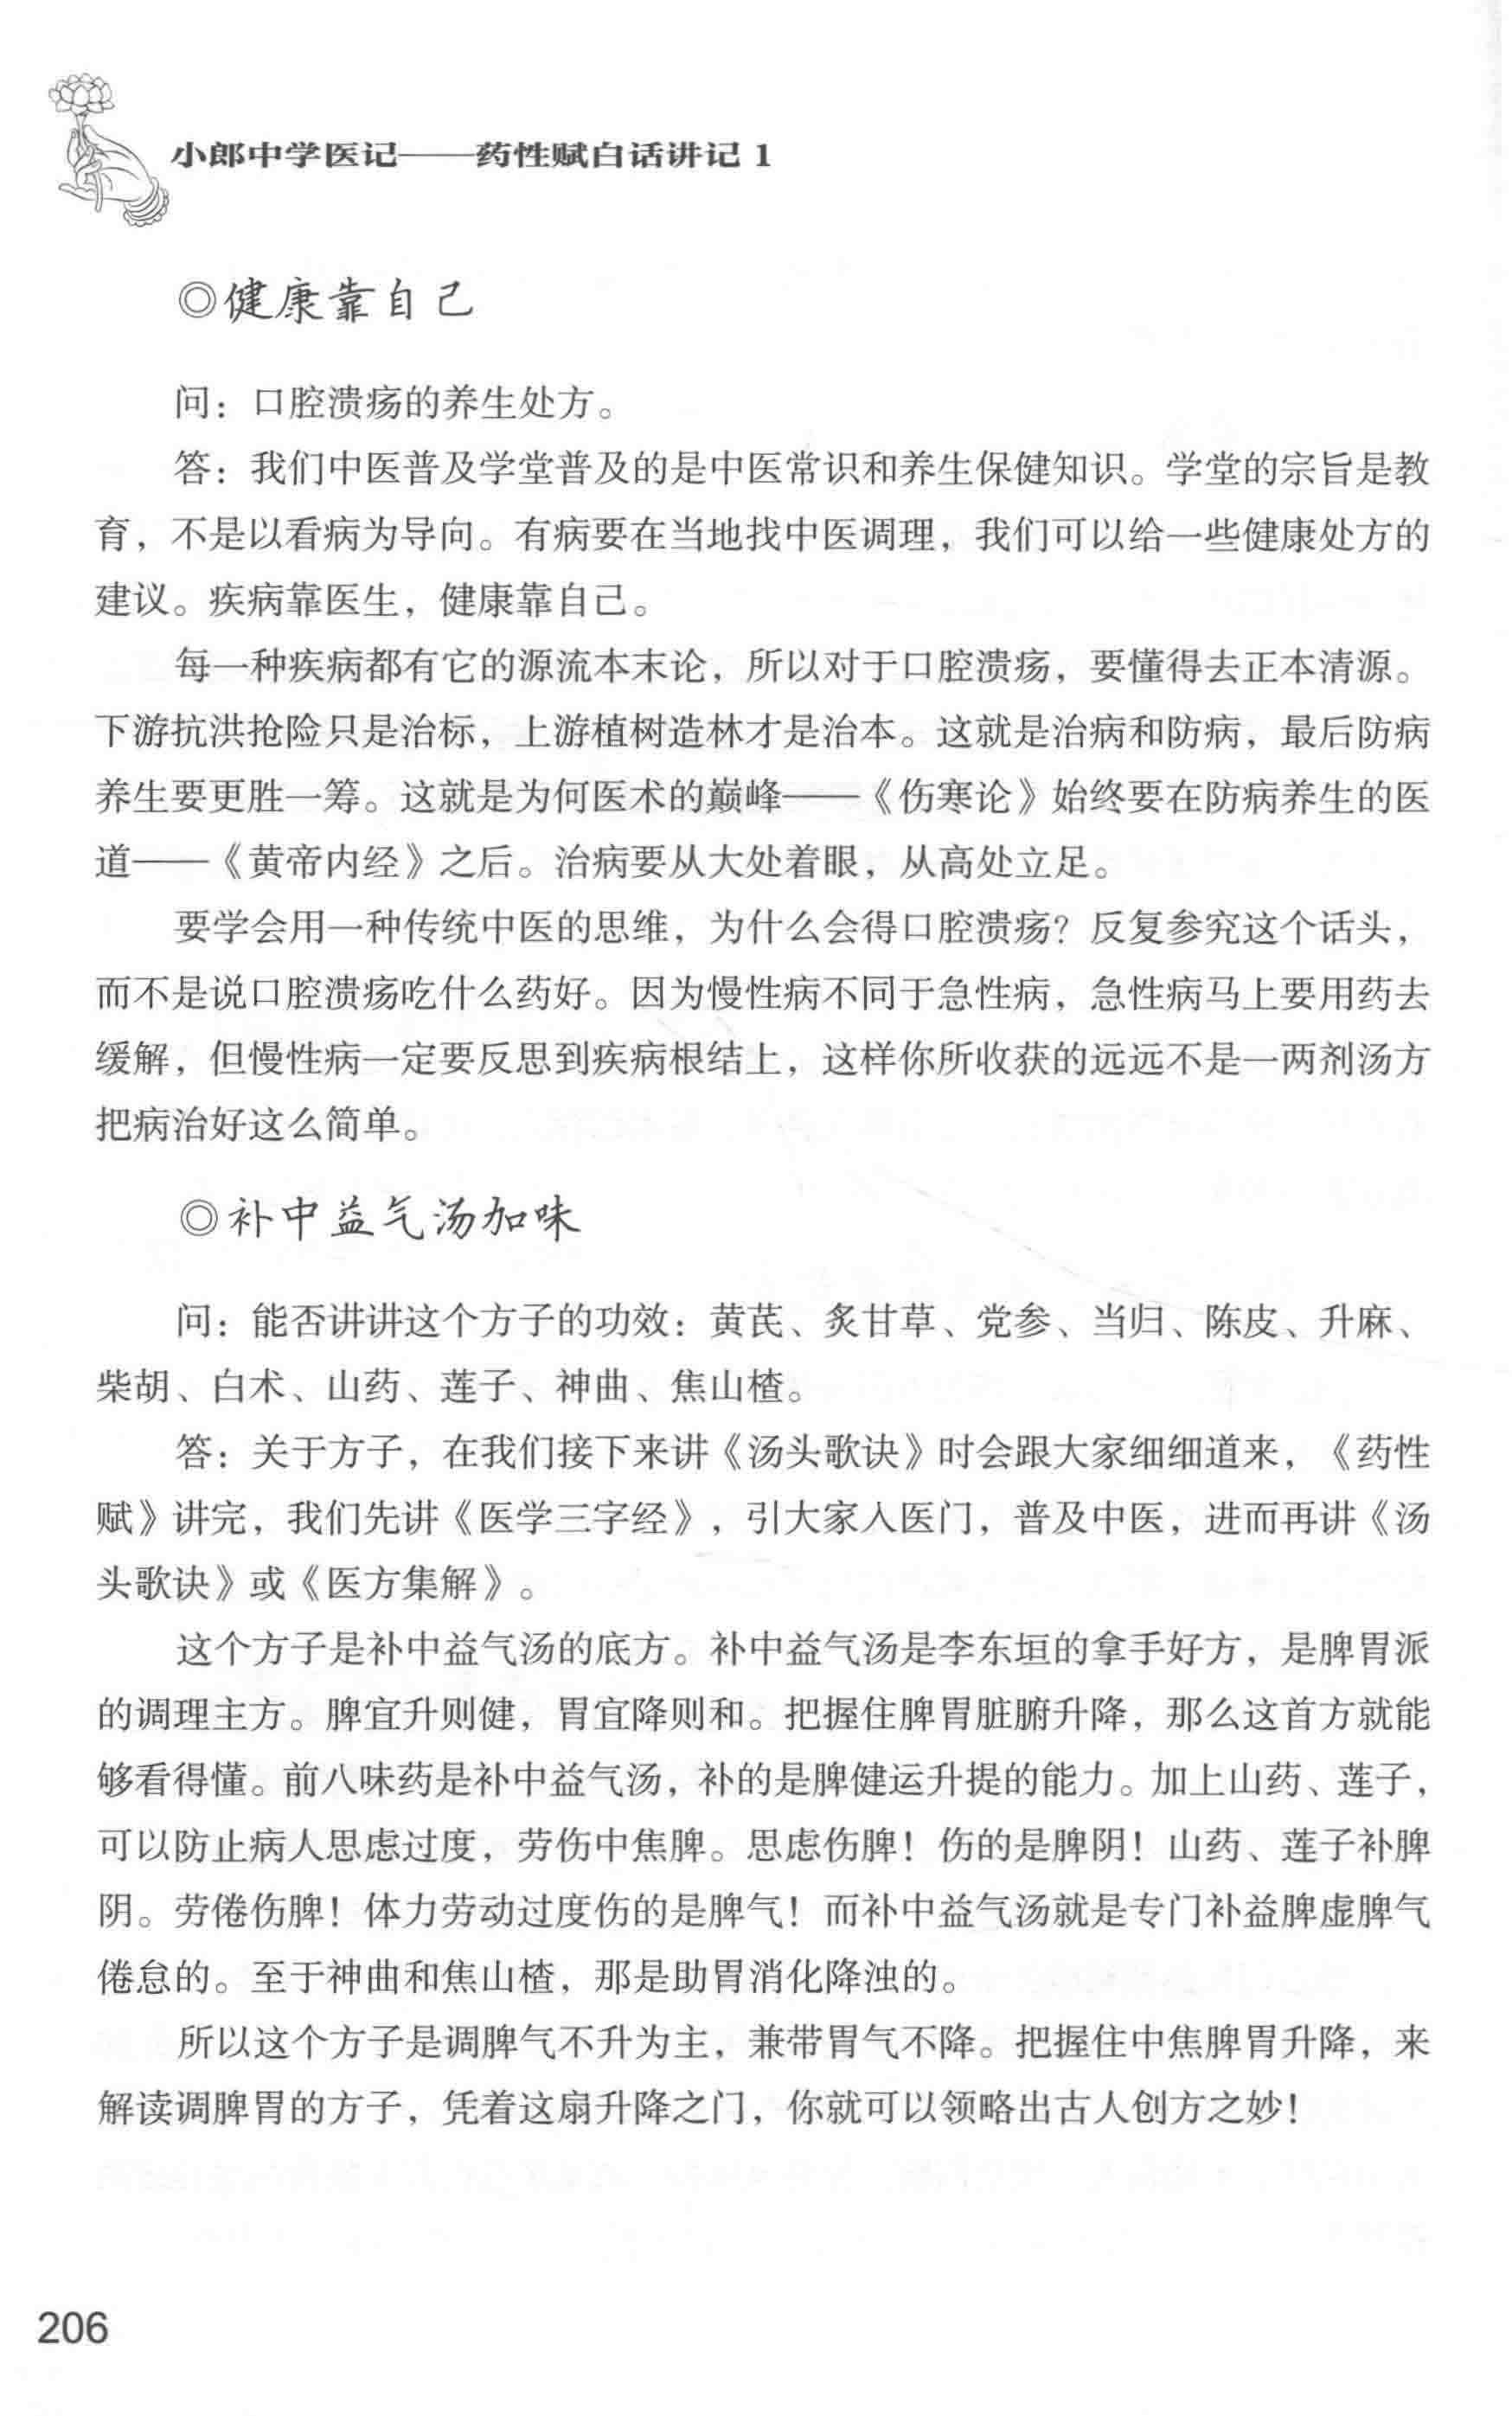 小郎中学医记——药性赋白话讲记 1
◎健康靠自己
问：口腔溃疡的养生处方。
答：我们中医普及学堂普及的是中医常识和养生保健知识。学堂的宗旨是教
育，不是以看病为导向。有病要在当地找中医调理，我们可以给一些健康处方的
建议。疾病靠医生，健康靠自己。
每一种疾病都有它的源流本末论，所以对于口腔溃疡，要懂得去正本清源。
下游抗洪抢险只是治标，上游植树造林才是治本。这就是治病和防病，最后防病
养生要更胜一筹。这就是为何医术的巅峰——《伤寒论》始终要在防病养生的医
道——《黄帝内经》之后。治病要从大处着眼，从高处立足。
要学会用一种传统中医的思维，为什么会得口腔溃疡？反复参究这个话头，
而不是说口腔溃疡吃什么药好。因为慢性病不同于急性病，急性病马上要用药去
缓解，但慢性病一定要反思到疾病根结上，这样你所收获的远远不是一两剂汤方
把病治好这么简单。
◎补中益气汤加味
问：能否讲讲这个方子的功效：黄芪、炙甘草、党参、当归、陈皮、升麻、
柴胡、白术、山药、莲子、神曲、焦山楂。
答：关于方子，在我们接下来讲《汤头歌诀》时会跟大家细细道来，《药性
赋》讲完，我们先讲《医学三字经》，引大家入医门，普及中医，进而再讲《汤
头歌诀》或《医方集解》。
这个方子是补中益气汤的底方。补中益气汤是李东垣的拿手好方，是脾胃派
的调理主方。脾宜升则健，胃宜降则和。把握住脾胃脏腑升降，那么这首方就能
够看得懂。前八味药是补中益气汤，补的是脾健运升提的能力。加上山药、莲子，
可以防止病人思虑过度，劳伤中焦脾。思虑伤脾！伤的是脾阴！山药、莲子补脾
阴。劳倦伤脾！体力劳动过度伤的是脾气！而补中益气汤就是专门补益脾虚脾气
倦怠的。至于神曲和焦山楂，那是助胃消化降浊的。
所以这个方子是调脾气不升为主，兼带胃气不降。把握住中焦脾胃升降，来
解读调脾胃的方子，凭着这扇升降之门，你就可以领略出古人创方之妙！
206